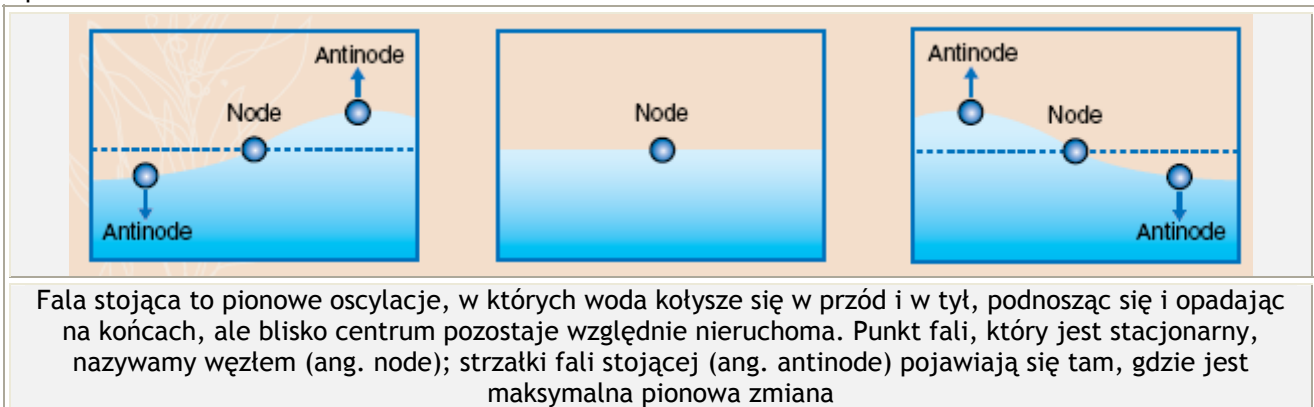 Antinode
Node
Antinode
Node
Antinode
Node
Antinode
Fala stojąca to pionowe oscylacje, w których woda kołysze się w przód i w tył, podnosząc się i opadając
na końcach, ale blisko centrum pozostaje względnie nieruchoma. Punkt fali, który jest stacjonarny,
nazywamy węzłem (ang. node); strzałki fali stojącej (ang. antinode) pojawiają się tam, gdzie jest
maksymalna pionowa zmiana